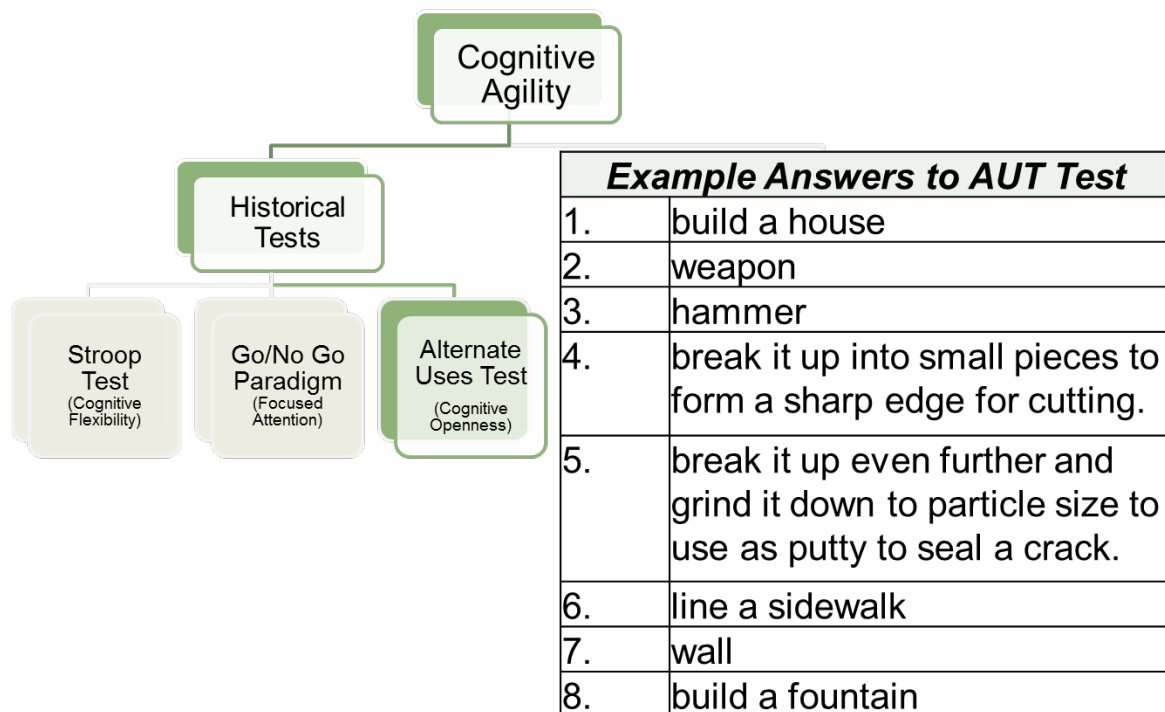 Cognitive
Agility
Historical
Tests
Stroop
Test
(Cognitive
Flexibility)
Go/No Go
Paradigm
(Focused
Attention)
Alternate
Uses Test
(Cognitive
Openness)
Example Answers to AUT Test
1. build a house
2. weapon
3. hammer
4. break it up into small pieces to
form a sharp edge for cutting.
5. break it up even further and
grind it down to particle size to
use as putty to seal a crack.
6. line a sidewalk
7. wall
8. build a fountain